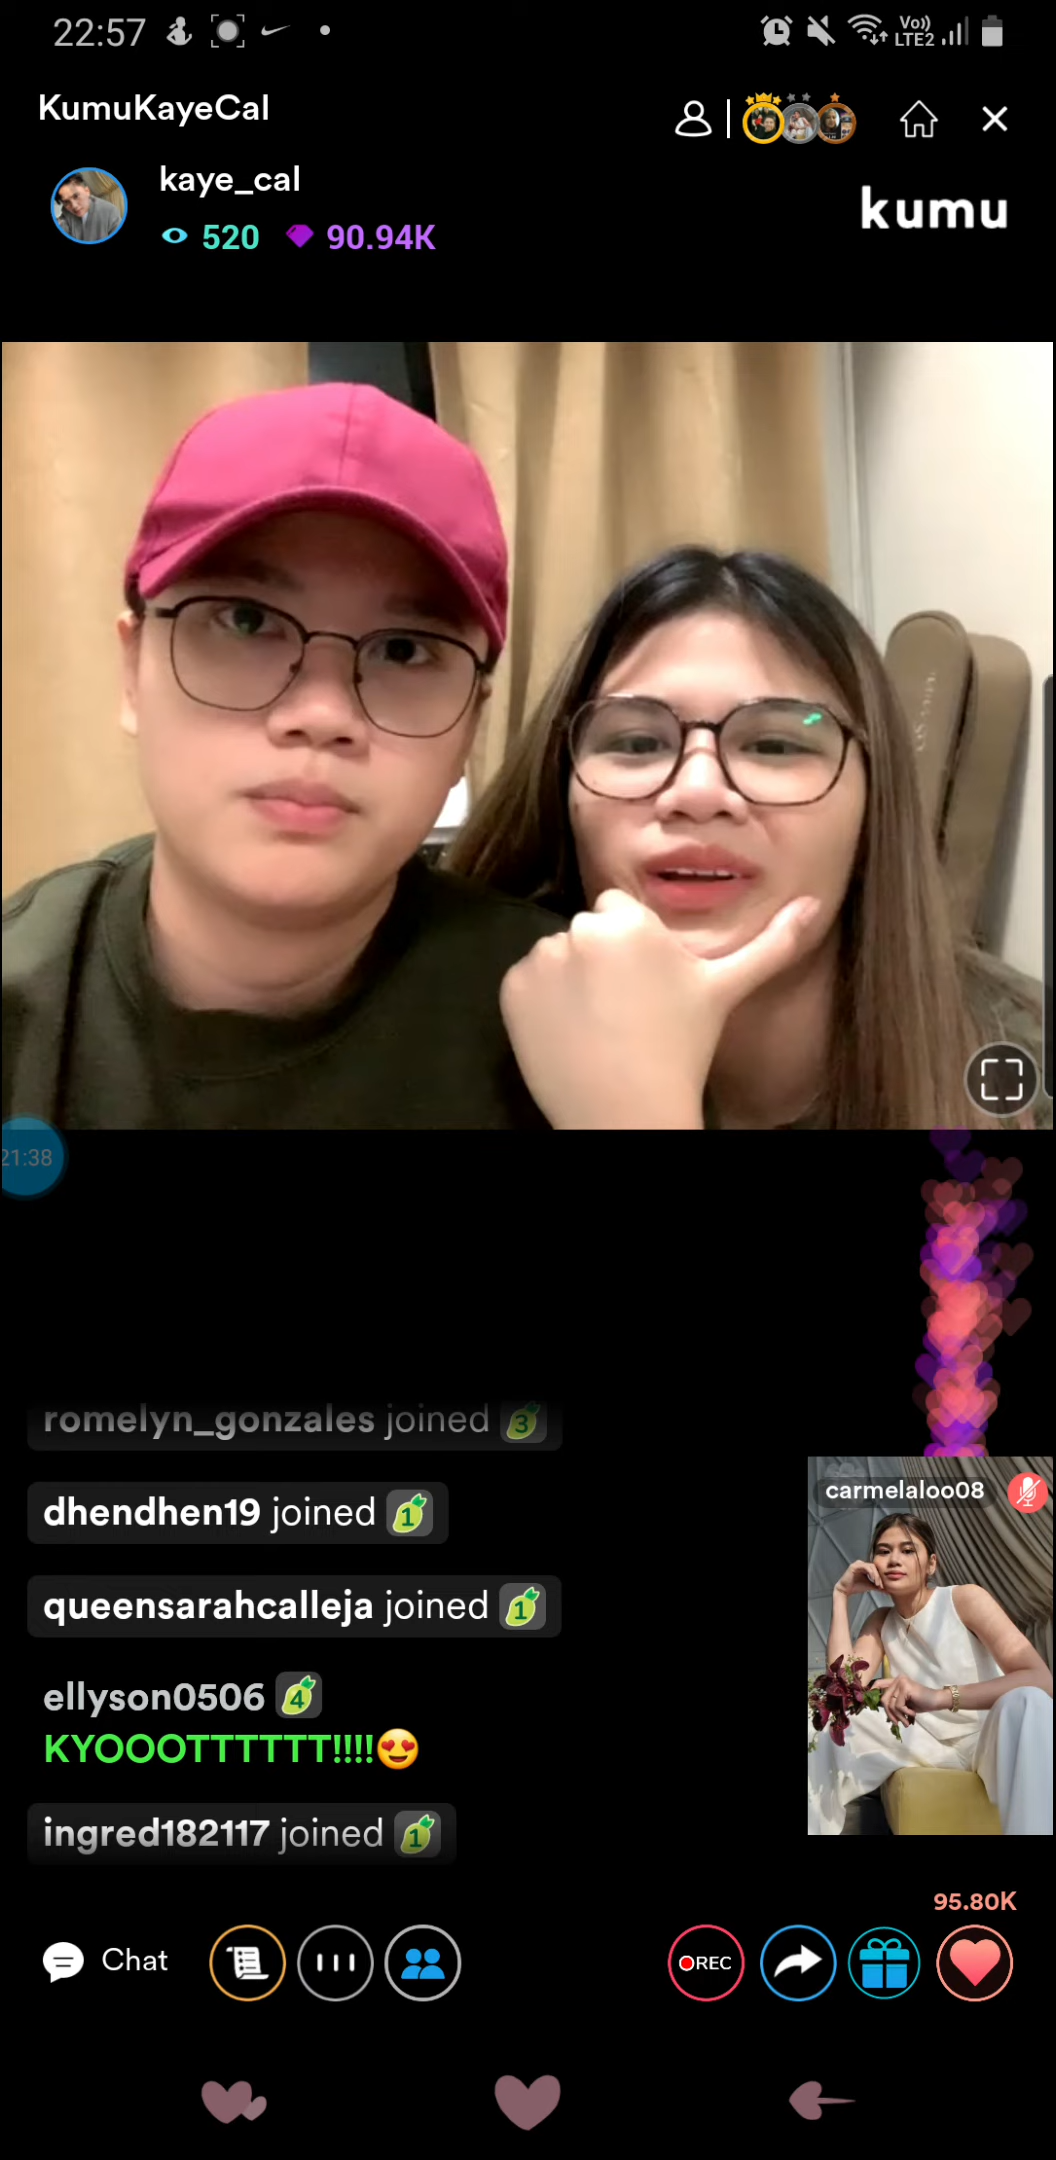 22:57
Vo))
LTE2
KumuKayeCal
kaye_cal
520 90.94K
kumu
21:38
romelyn_gonzales joined 3
dhendhen19 joined 1
queensarahcalleja joined 1
ellyson0506 4
KYOOOTTTTTT!!!!😍
ingred182117 joined 1
carmelaloo08
95.80K
Chat
REC